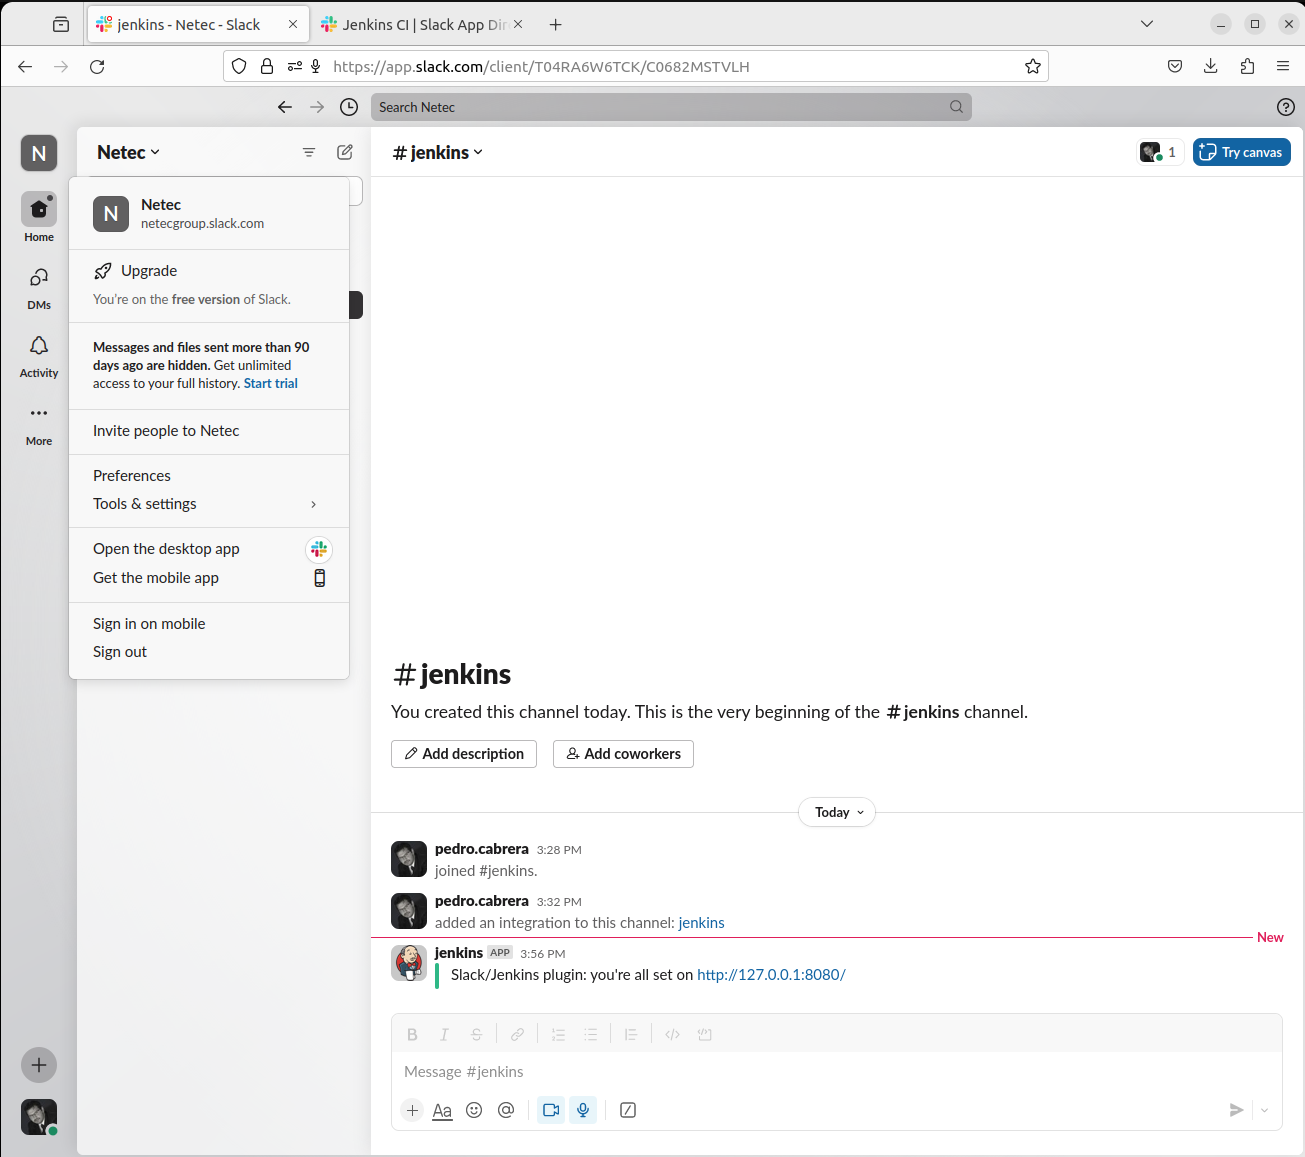 jenkins - Netec - Slack
Jenkins CI | Slack App Dir
https://app.slack.com/client/T04RA6W6TCK/C0682MSTVLH
Search Netec
N
Netec
# jenkins
1
Try canvas
Home
DMs
Activity
More
N
Netec
netecgroup.slack.com
Upgrade
You're on the free version of Slack.
Messages and files sent more than 90
days ago are hidden. Get unlimited
access to your full history. Start trial
Invite people to Netec
Preferences
Tools & settings
Open the desktop app
Get the mobile app
Sign in on mobile
Sign out
# jenkins
You created this channel today. This is the very beginning of the # jenkins channel.
Add description
Add coworkers
Today
pedro.cabrera 3:28 PM
joined #jenkins.
pedro.cabrera 3:32 PM
added an integration to this channel: jenkins
New
jenkins APP 3:56 PM
Slack/Jenkins plugin: you're all set on http://127.0.0.1:8080/
B I S
Message #jenkins
Aa